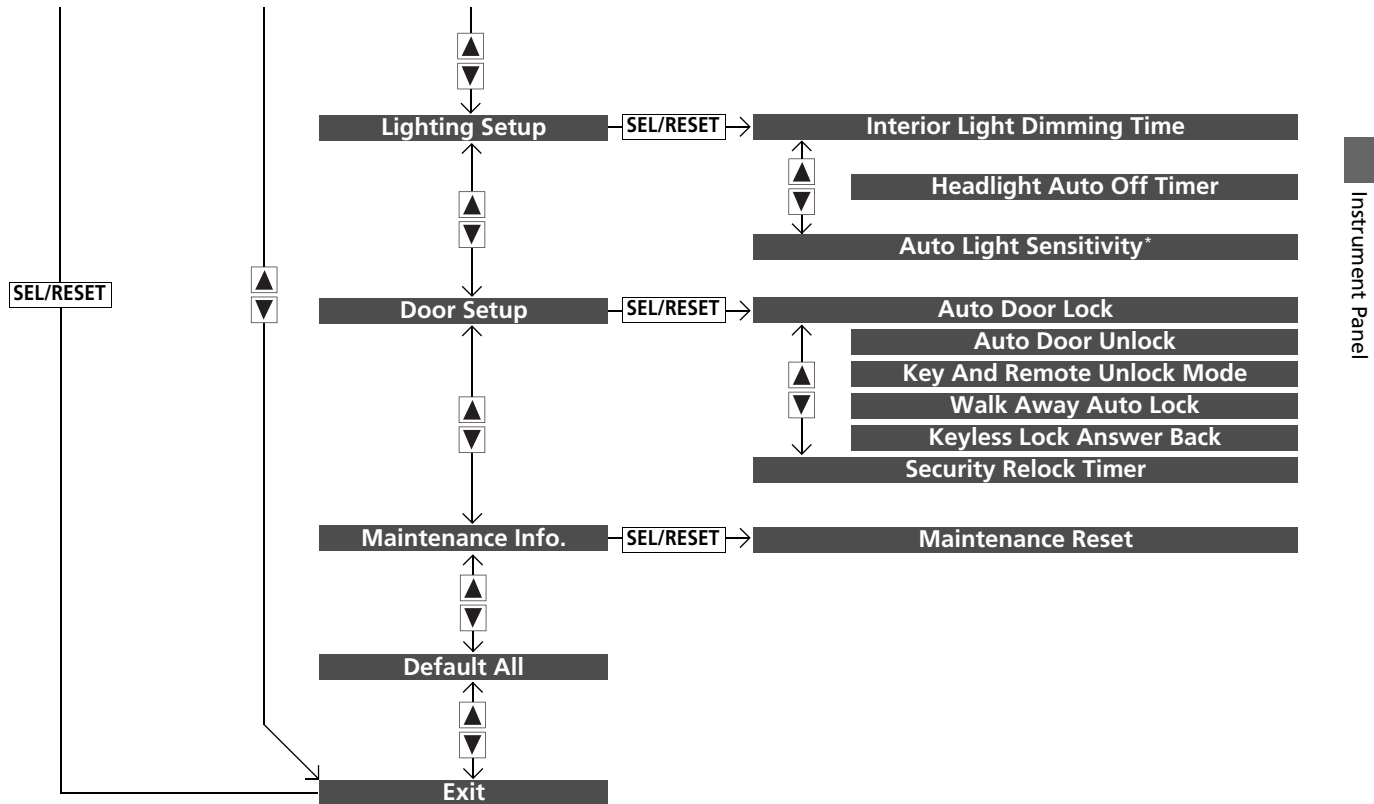 Lighting Setup SEL/RESET Interior Light Dimming Time
Headlight Auto Off Timer
Auto Light Sensitivity*
SEL/RESET
Door Setup SEL/RESET Auto Door Lock
Auto Door Unlock
Key And Remote Unlock Mode
Walk Away Auto Lock
Keyless Lock Answer Back
Security Relock Timer
Maintenance Info. SEL/RESET Maintenance Reset
Default All
Exit
Instrument Panel